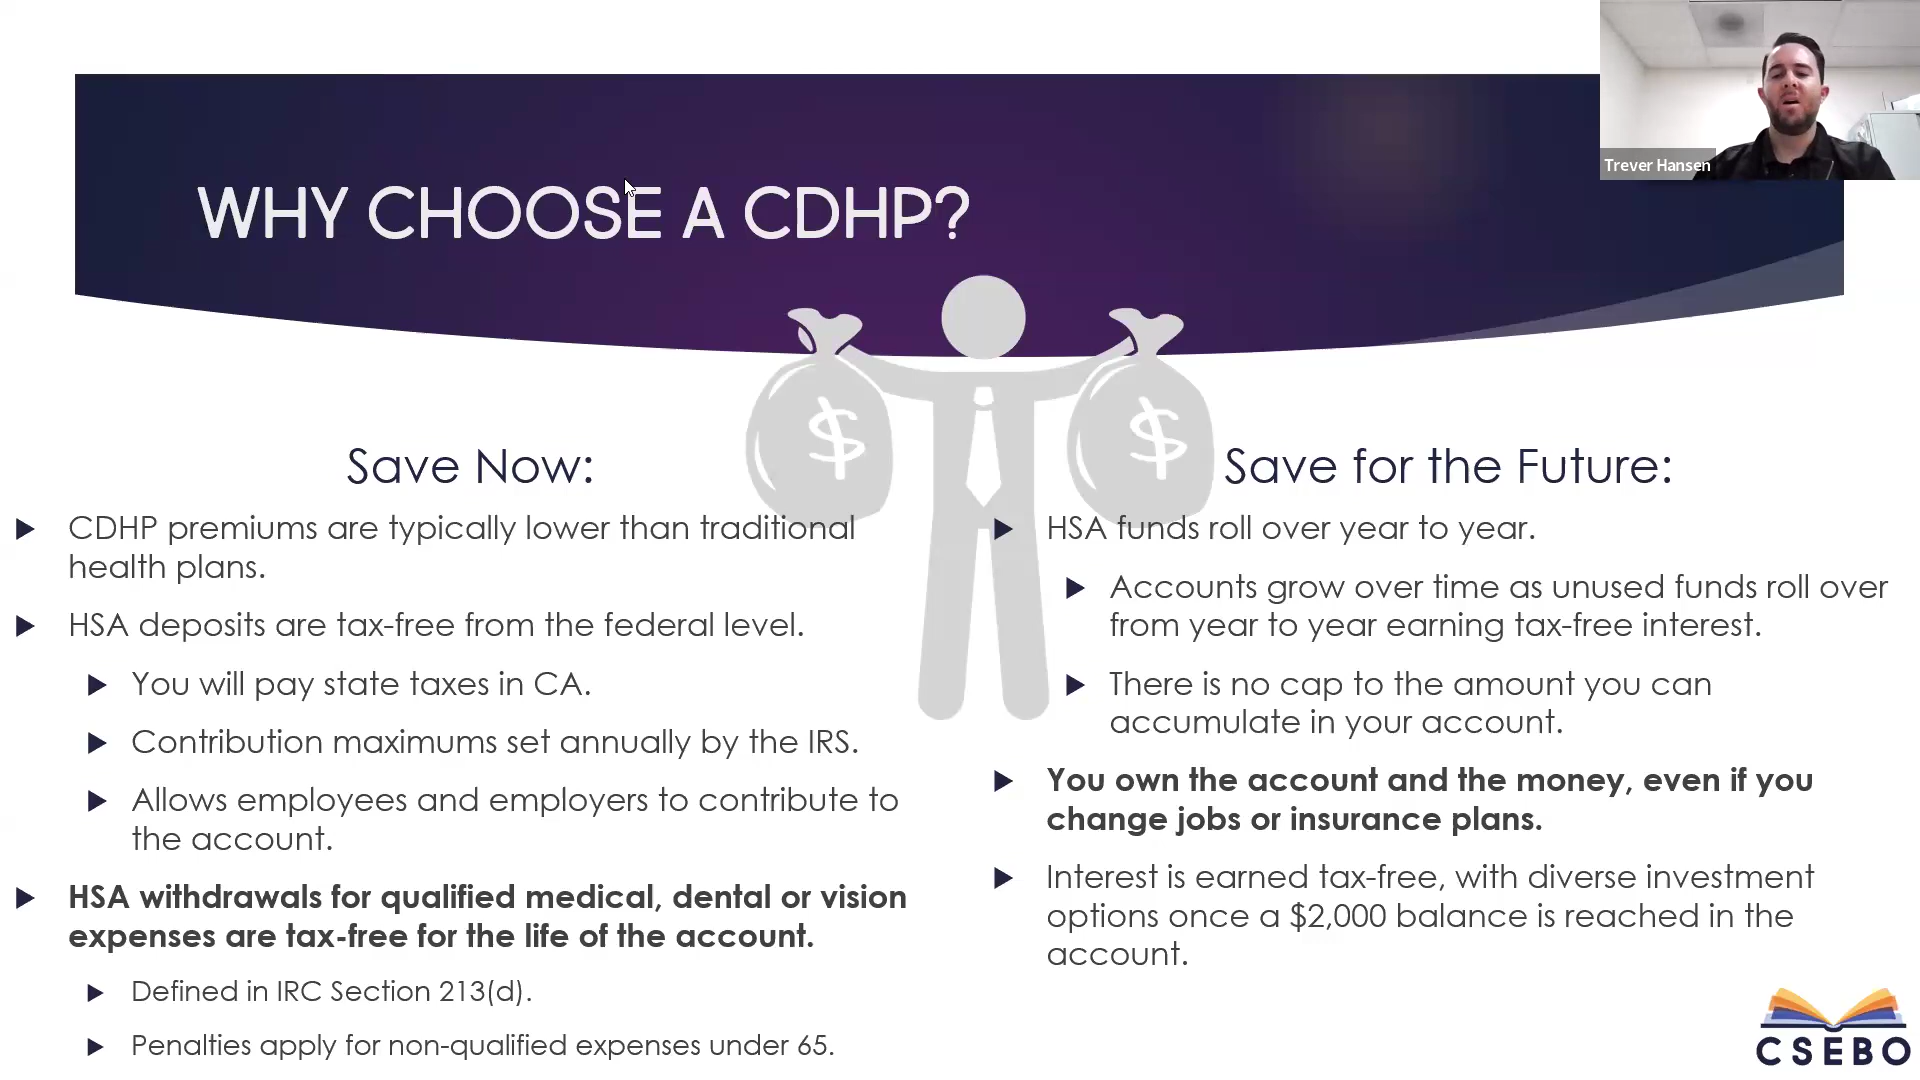 Trever Hansen
WHY CHOOSE A CDHP?
$
$
Save Now:
CDHP premiums are typically lower than traditional
health plans.
HSA deposits are tax-free from the federal level.
You will pay state taxes in CA.
Contribution maximums set annually by the IRS.
Allows employees and employers to contribute to
the account.
HSA withdrawals for qualified medical, dental or vision
expenses are tax-free for the life of the account.
Defined in IRC Section 213(d).
Penalties apply for non-qualified expenses under 65.
Save for the Future:
HSA funds roll over year to year.
Accounts grow over time as unused funds roll over
from year to year earning tax-free interest.
There is no cap to the amount you can
accumulate in your account.
You own the account and the money, even if you
change jobs or insurance plans.
Interest is earned tax-free, with diverse investment
options once a $2,000 balance is reached in the
account.
CSEBO